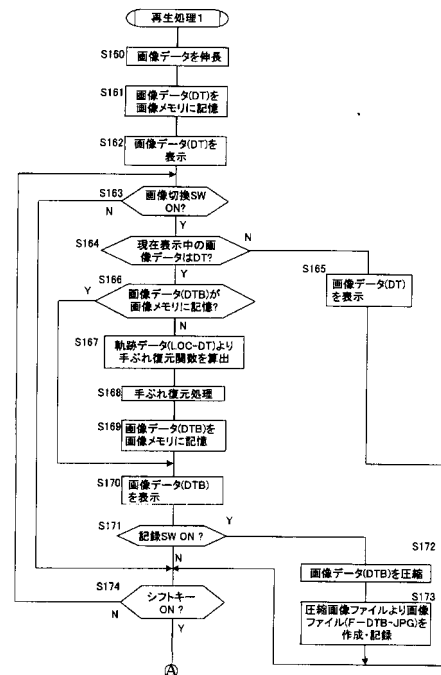 再生処理1
S160
画像データを伸長
S161
画像データ(DT)を
画像メモリに記憶
S162
画像データ(DT)を
表示
S163
画像切換SW
ON?
N
Y
S164
現在表示中の画
像データはDT?
N
Y
S165
画像データ(DT)
を表示
S166
画像データ(DTB)が
画像メモリに記憶?
Y
N
S167
軌跡データ(LOC-DT)より
手ぶれ復元関数を算出
S168
手ぶれ復元処理
S169
画像データ(DTB)を
画像メモリに記憶
S170
画像データ(DTB)
を表示
S171
記録SW ON ?
Y
N
S172
画像データ(DTB)を圧縮
S173
圧縮画像ファイルより画像
ファイル(F-DTB-JPG)を
作成・記録
S174
シフトキー
ON ?
N
Y
A